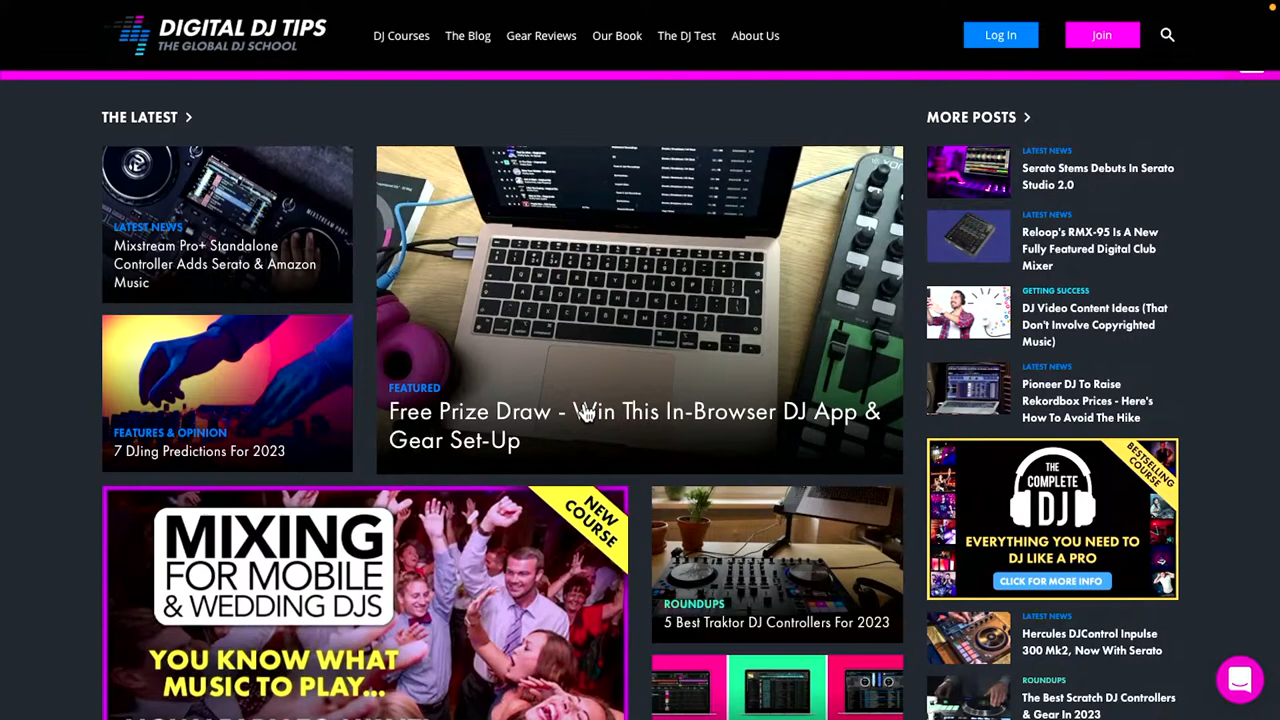 DIGITAL DJ TIPS
THE GLOBAL DJ SCHOOL
DJ Courses
The Blog
Gear Reviews
Our Book
The DJ Test
About Us
Log In
Join
THE LATEST >
LATEST NEWS
Mixstream Pro+ Standalone
Controller Adds Serato & Amazon
Music
FEATURES & OPINION
7 DJing Predictions For 2023
FEATURED
Free Prize Draw - Win This In-Browser DJ App &
Gear Set-Up
NEW
COURSE
MIXING
FOR MOBILE
& WEDDING DJS
YOU KNOW WHAT
MUSIC TO PLAY...
ROUNDUPS
5 Best Traktor DJ Controllers For 2023
MORE POSTS >
LATEST NEWS
Serato Stems Debuts In Serato
Studio 2.0
LATEST NEWS
Reloop's RMX-95 Is A New
Fully Featured Digital Club
Mixer
GETTING SUCCESS
DJ Video Content Ideas (That
Don't Involve Copyrighted
Music)
LATEST NEWS
Pioneer DJ To Raise
Rekordbox Prices - Here's
How To Avoid The Hike
BESTSELLING
COURSE
THE
COMPLETE
DJ
EVERYTHING YOU NEED TO
DJ LIKE A PRO
CLICK FOR MORE INFO
LATEST NEWS
Hercules DJControl Inpulse
300 Mk2, Now With Serato
ROUNDUPS
The Best Scratch DJ Controllers
& Gear In 2023